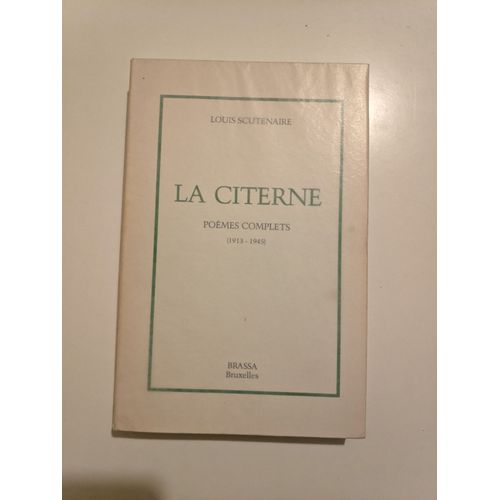 LOUIS SCUTENAIRE
LA CITERNE
POÈMES COMPLETS
(1913 - 1945)
BRASSA
Bruxelles